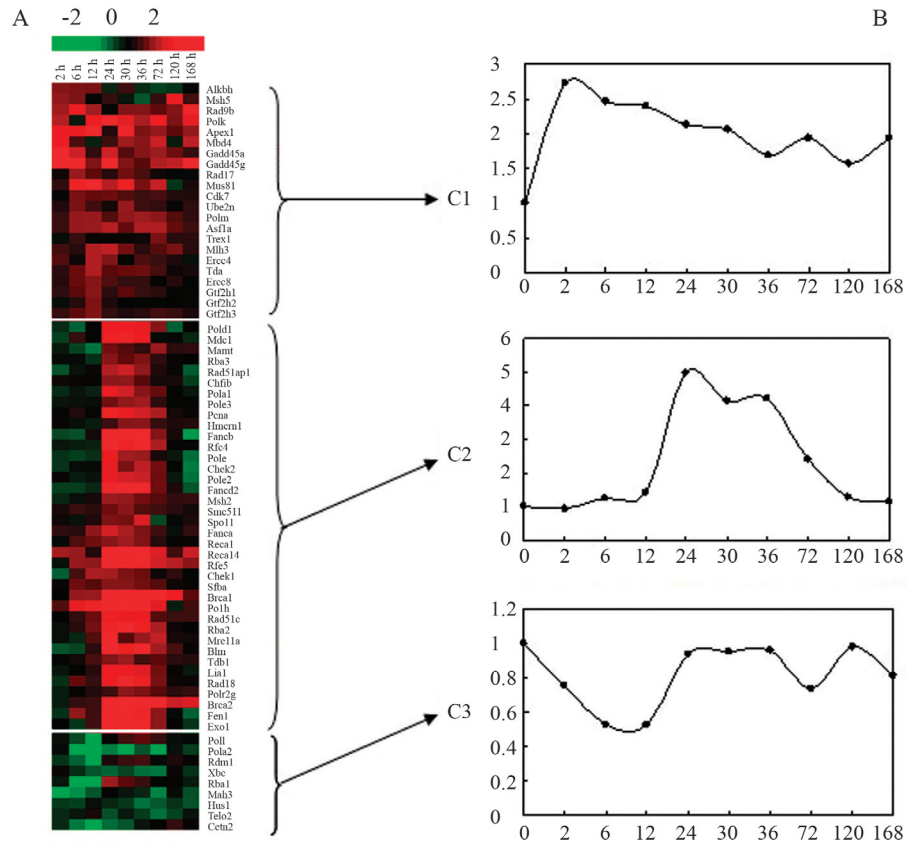 A
B
-2 0 2
2 h 6 h 12 h 24 h 30 h 36 h 72 h 120 h 168 h
Alkbh
Msh5
Rad9b
Polk
Apex1
Mbd4
Gadd45a
Gadd45g
Rad17
Mus81
Cdk7
Ube2n
Polm
Asf1a
Trex1
Mlh3
Ercc4
Tda
Ercc8
Gtf2h1
Gtf2h2
Gtf2h3
Pold1
Mdc1
Mamt
Rba3
Rad51ap1
Chfib
Pola1
Pole3
Pcna
Hmcrn1
Fancb
Rfc4
Pole
Chek2
Pole2
Fancd2
Msh2
Smc511
Spo11
Fanca
Reca1
Reca14
Rfe5
Chek1
Sfba
Brca1
Po1h
Rad51c
Rba2
Mre11a
Blm
Tdb1
Lia1
Rad18
Polr2g
Brca2
Fen1
Exo1
Poll
Pola2
Rdm1
Xbc
Rba1
Mah3
Hus1
Telo2
Cetn2
C1
C2
C3
3
2.5
2
1.5
1
0.5
0
0 2 6 12 24 30 36 72 120 168
6
5
4
2
2
1
0
0 2 6 12 24 30 36 72 120 168
1.2
1
0.8
0.6
0.4
0.2
0
0 2 6 12 24 30 36 72 120 168